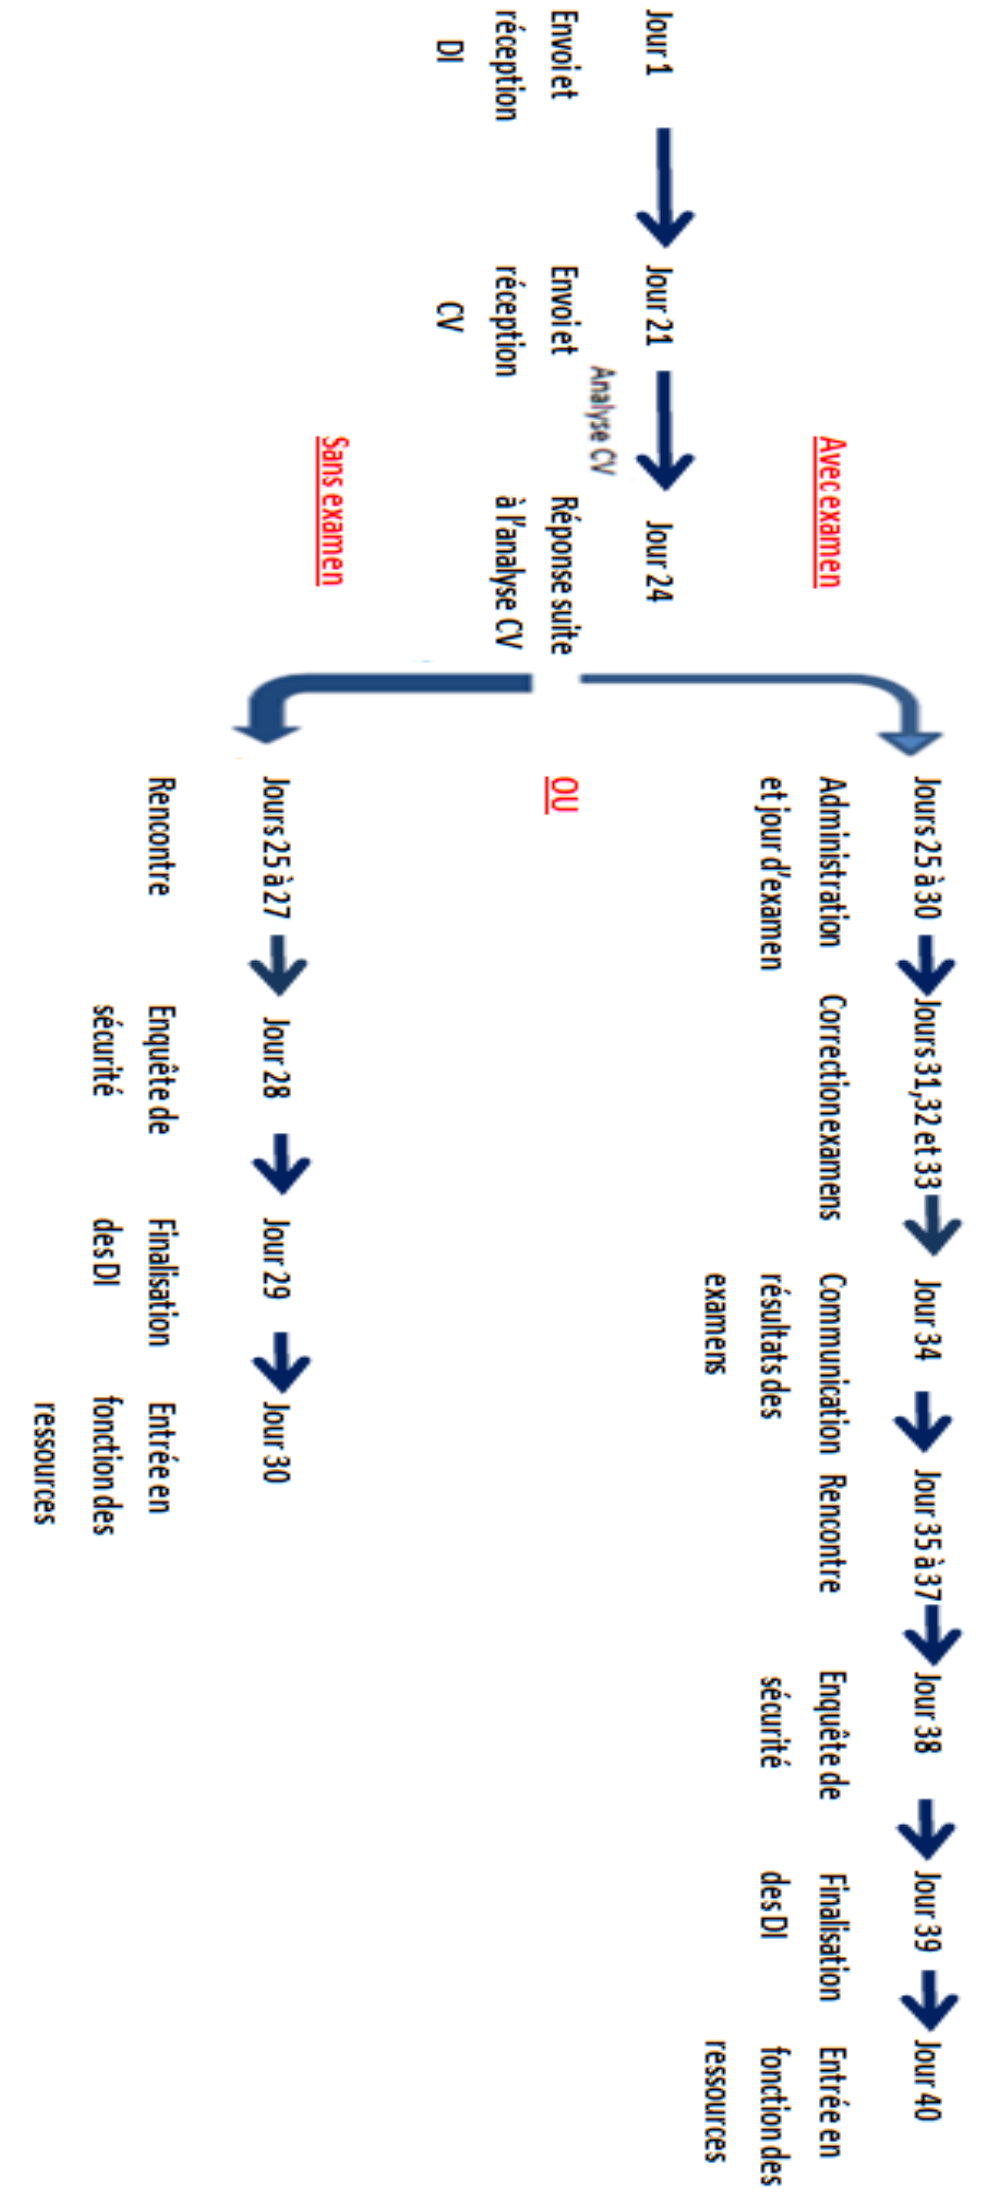 Avec examen
Jours 25 à 30
Administration
et jour d'examen
Jours 31, 32 et 33
Correction examens
Jour 34
Communication
résultats des
examens
Jour 35 à 37
Rencontre
Jour 38
Enquête de
sécurité
Jour 39
Finalisation
des DI
Jour 40
Entrée en
fonction des
ressources
Jour 1
Envoi et
réception
DI
Jour 21
Envoi et
réception
CV
Analyse CV
Jour 24
Réponse suite
à l'analyse CV
OU
Sans examen
Jours 25 à 27
Rencontre
Jour 28
Enquête de
sécurité
Jour 29
Finalisation
des DI
Jour 30
Entrée en
fonction des
ressources